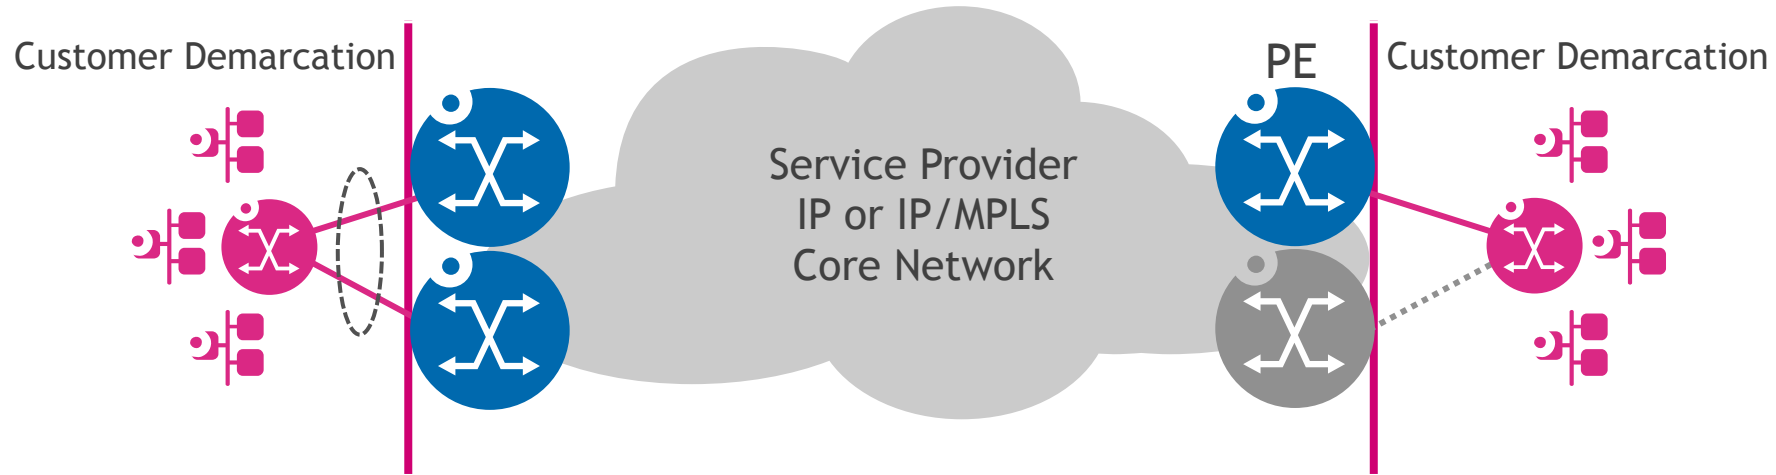 Customer Demarcation
PE
Customer Demarcation
Service Provider
IP or IP/MPLS
Core Network